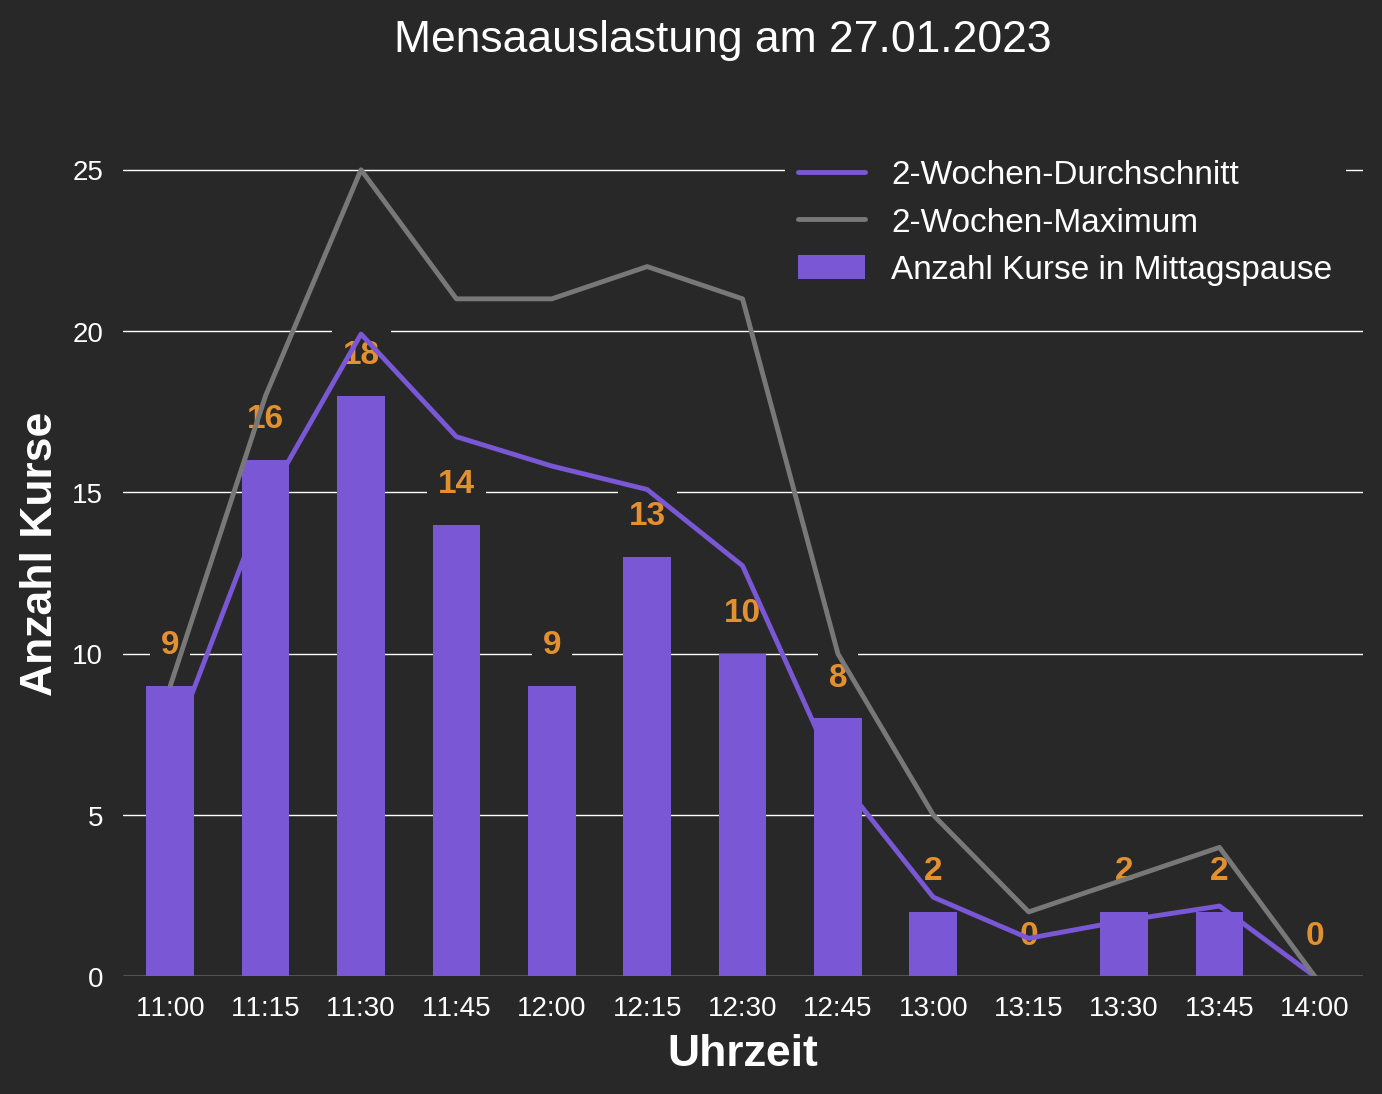 Mensaauslastung am 27.01.2023
2-Wochen-Durchschnitt
2-Wochen-Maximum
Anzahl Kurse in Mittagspause
Anzahl Kurse
25
20
15
10
5
0
9
16
18
14
9
13
10
8
2
0
2
2
0
11:00 11:15 11:30 11:45 12:00 12:15 12:30 12:45 13:00 13:15 13:30 13:45 14:00
Uhrzeit